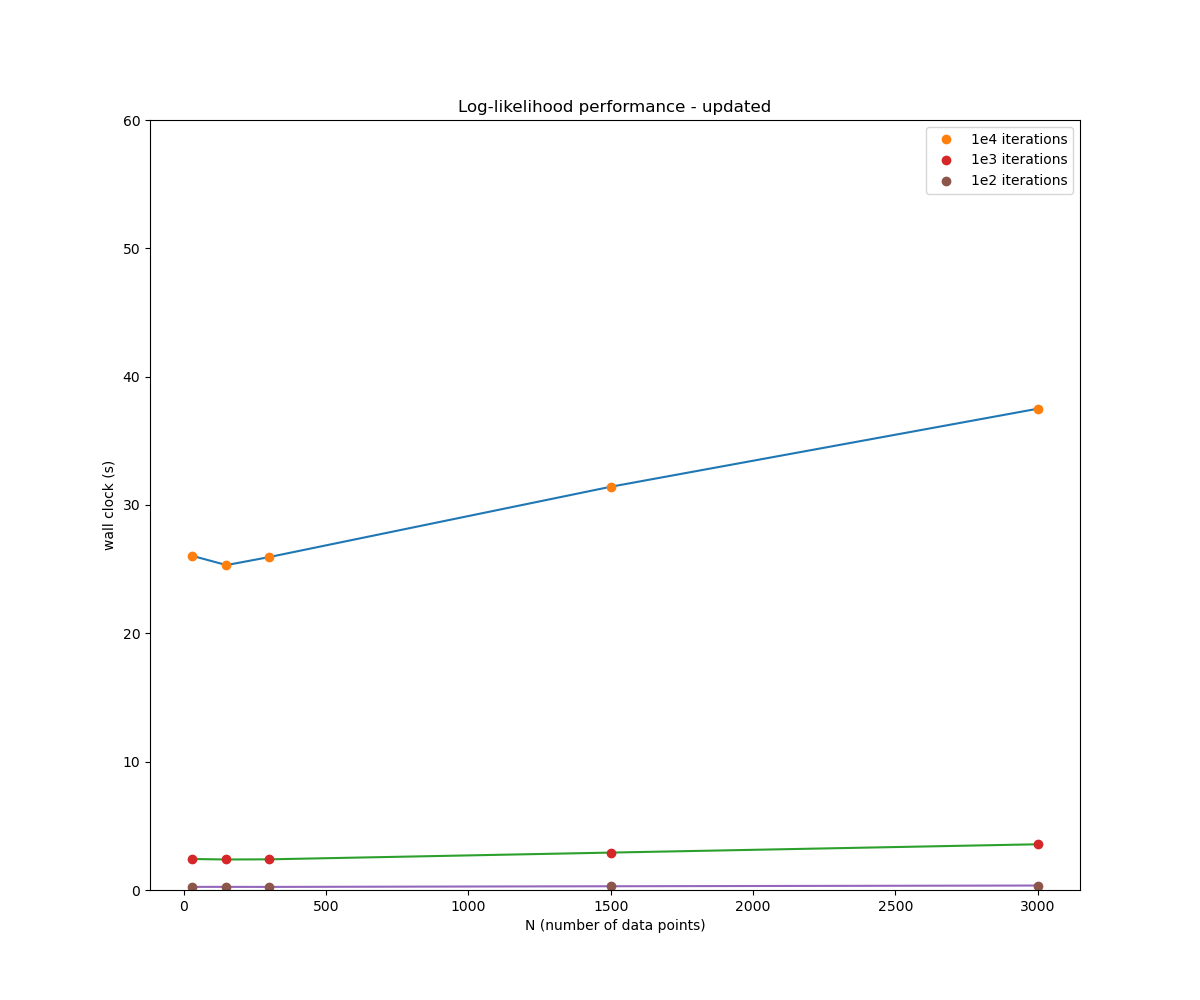 Log-likelihood performance - updated
60
50
40
30
20
10
0
wall clock (s)
1e4 iterations
1e3 iterations
1e2 iterations
0 500 1000 1500 2000 2500 3000
N (number of data points)